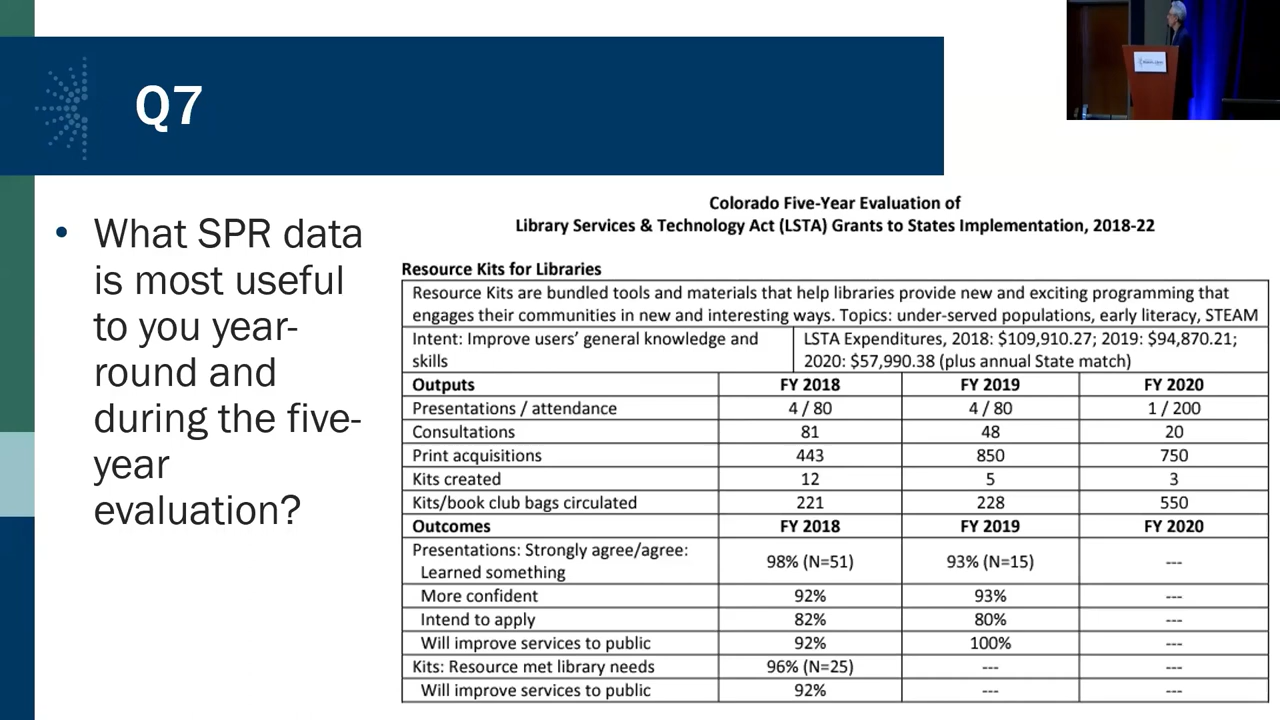 Q7
• What SPR data
is most useful
to you year-
round and
during the five-
year
evaluation?
Colorado Five-Year Evaluation of
Library Services & Technology Act (LSTA) Grants to States Implementation, 2018-22
Resource Kits for Libraries
Resource Kits are bundled tools and materials that help libraries provide new and exciting programming that
engages their communities in new and interesting ways. Topics: under-served populations, early literacy, STEAM
Intent: Improve users' general knowledge and
skills
LSTA Expenditures, 2018: $109,910.27; 2019: $94,870.21;
2020: $57,990.38 (plus annual State match)
Outputs FY 2018 FY 2019 FY 2020
Presentations / attendance 4 / 80 4 / 80 1 / 200
Consultations 81 48 20
Print acquisitions 443 850 750
Kits created 12 5 3
Kits/book club bags circulated 221 228 550
Outcomes FY 2018 FY 2019 FY 2020
Presentations: Strongly agree/agree:
Learned something 98% (N=51) 93% (N=15) ---
More confident 92% 93% ---
Intend to apply 82% 80% ---
Will improve services to public 92% 100% ---
Kits: Resource met library needs 96% (N=25) --- ---
Will improve services to public 92% --- ---